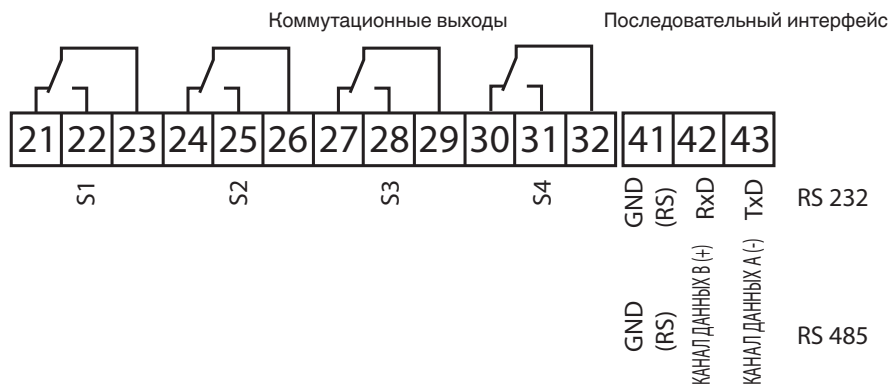 Коммутационные выходы
Последовательный интерфейс
21 22 23 24 25 26 27 28 29 30 31 32 41 42 43
S1
S2
S3
S4
GND
(RS)
RxD
TxD
RS 232
GND
(RS)
КАНАЛ ДАННЫХ B (+)
КАНАЛ ДАННЫХ A (-)
RS 485